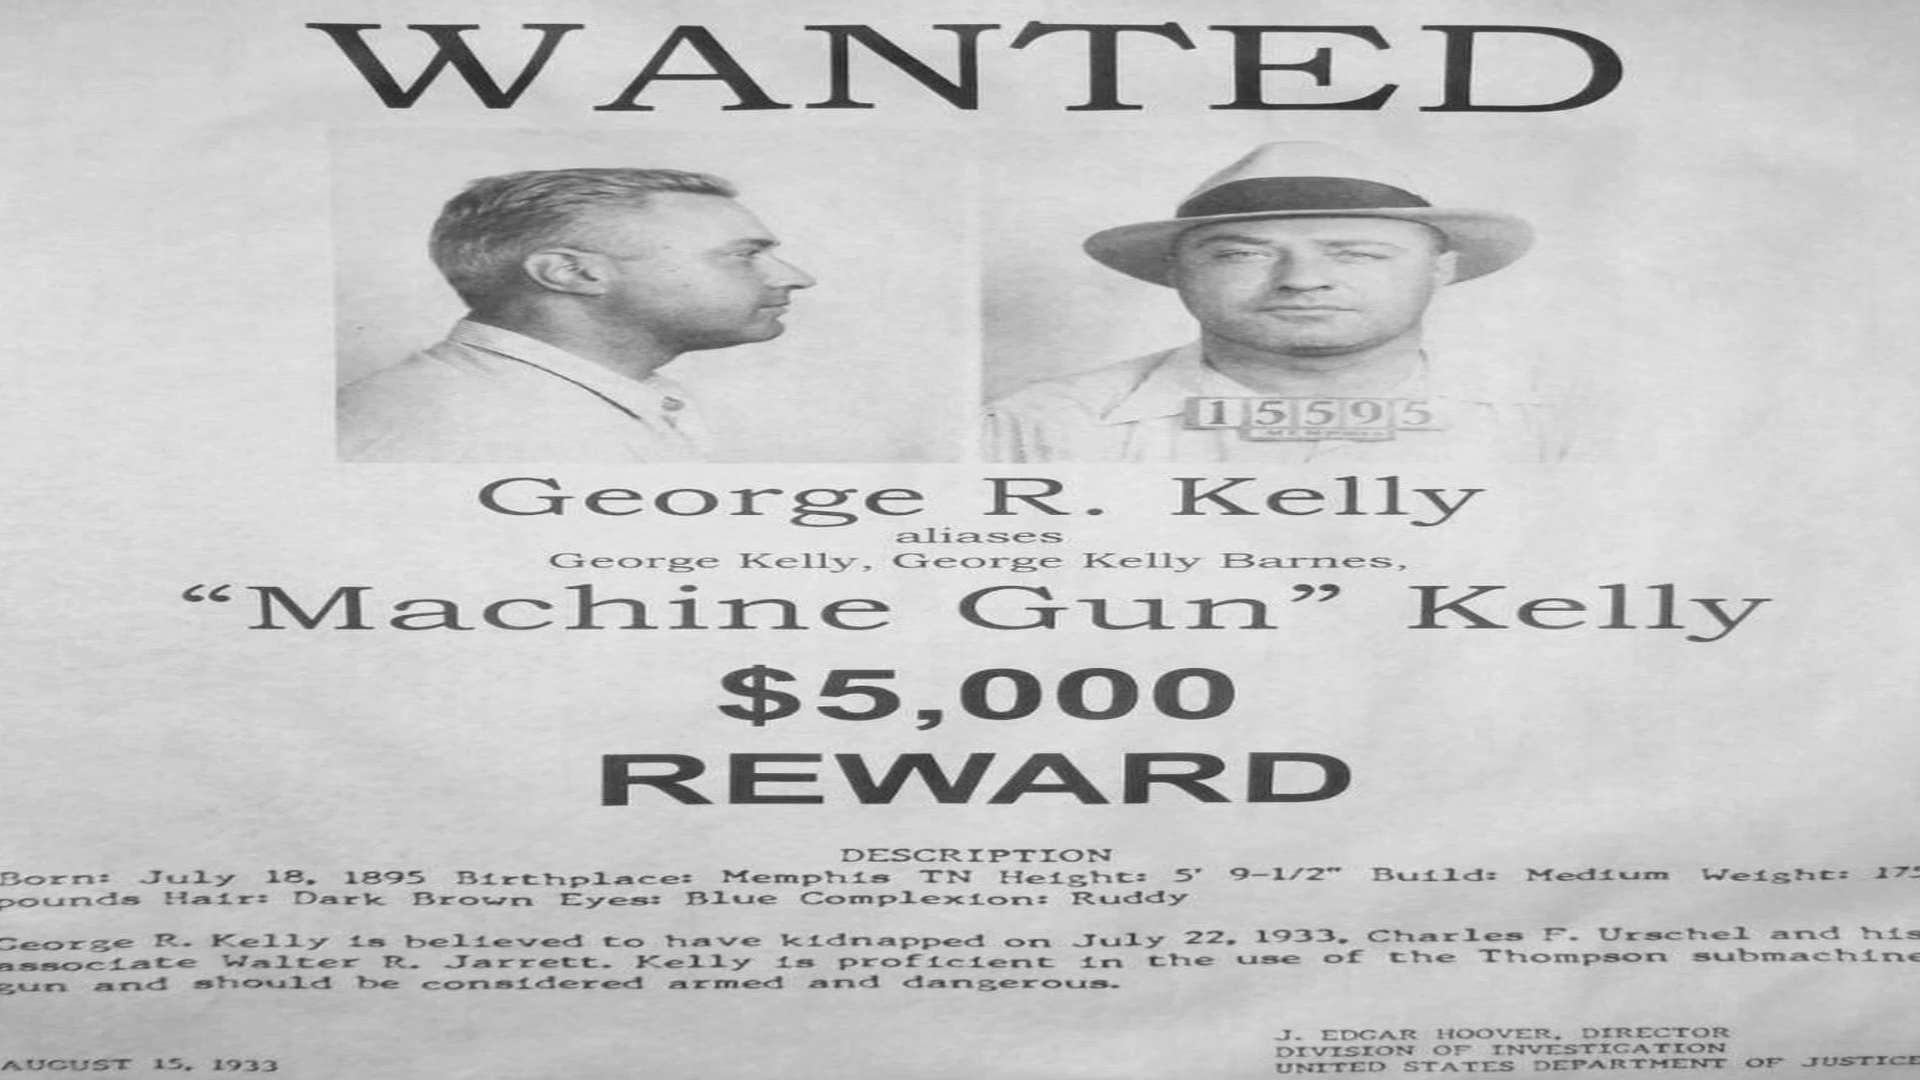 WANTED
15595
George R. Kelly
aliases
George Kelly, George Kelly Barnes,
“Machine Gun” Kelly
$5,000
REWARD
DESCRIPTION
Born: July 18, 1895 Birthplace: Memphis TN Height: 5' 9-1/2" Build: Medium Weight: 175
pounds Hair: Dark Brown Eyes: Blue Complexion: Ruddy
George R. Kelly is believed to have kidnapped on July 22, 1933, Charles F. Urschel and his
associate Walter R. Jarrett. Kelly is proficient in the use of the Thompson submachine
gun and should be considered armed and dangerous.
AUGUST 15, 1933
J. EDGAR HOOVER, DIRECTOR
DIVISION OF INVESTIGATION
UNITED STATES DEPARTMENT OF JUSTICE